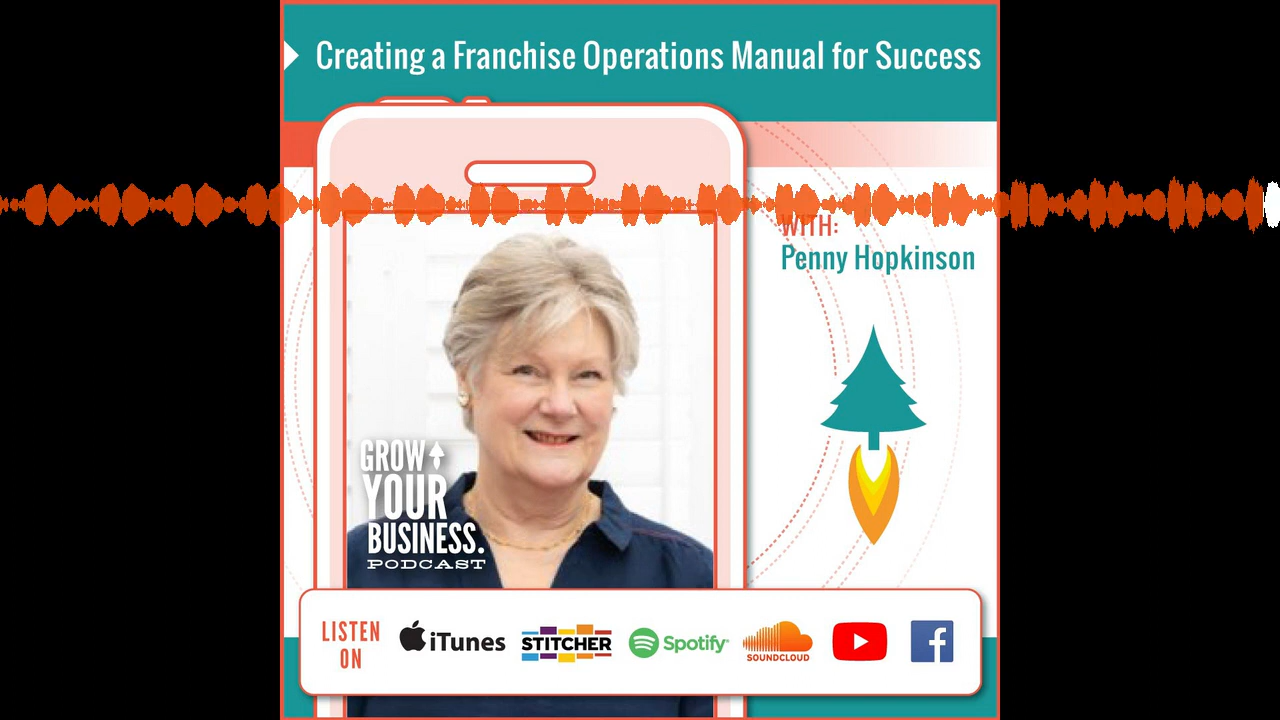 Creating a Franchise Operations Manual for Success
WITH:
Penny Hopkinson
GROW
YOUR
BUSINESS.
PODCAST
LISTEN
ON
iTunes
STITCHER
Spotify
SOUNDCLOUD